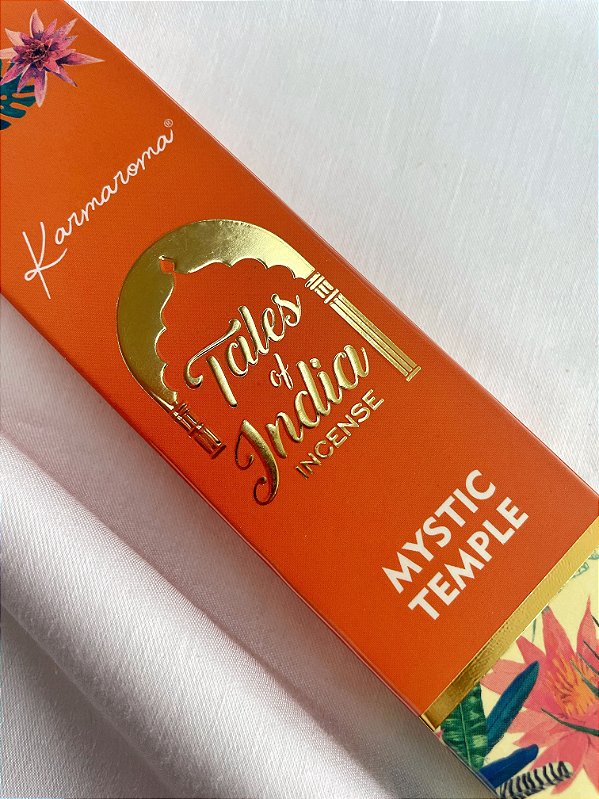 Karmaroma®
Tales
of
India
INCENSE
MYSTIC
TEMPLE